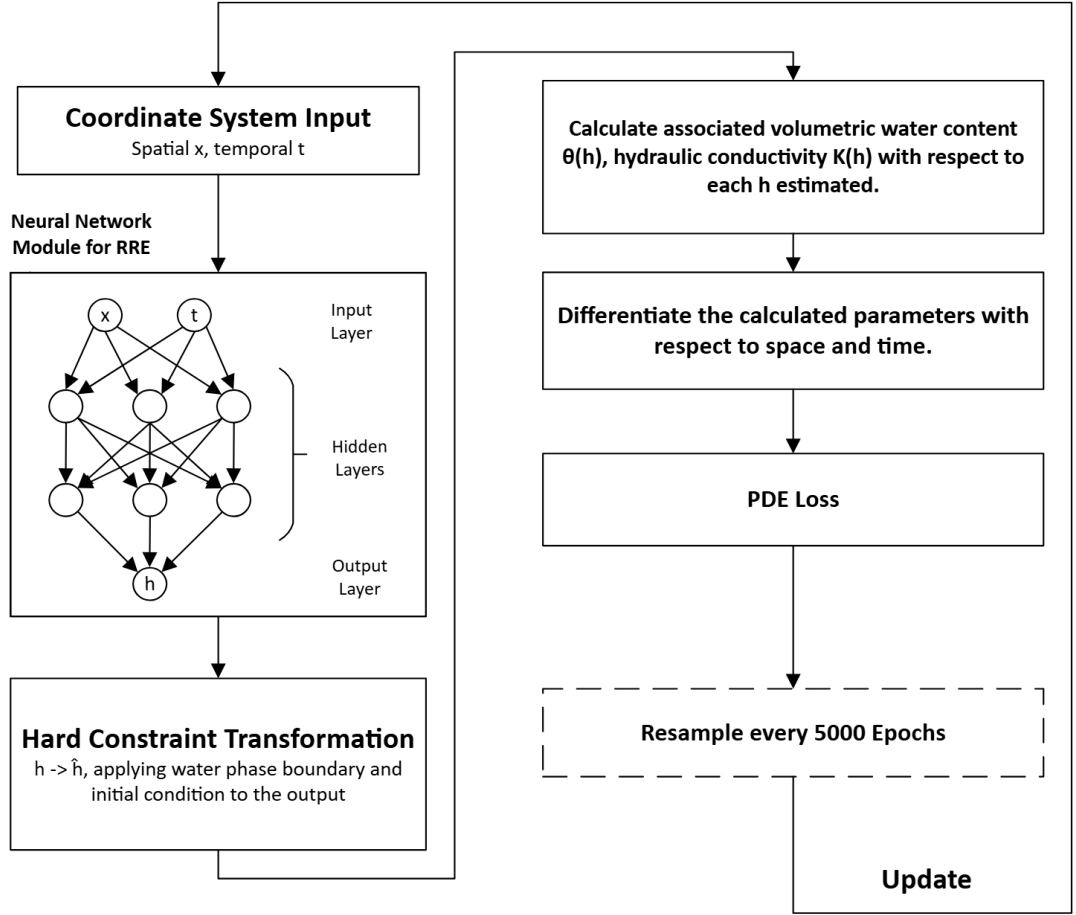 Coordinate System Input
Spatial x, temporal t
Neural Network
Module for RRE
x
t
Input
Layer
Hidden
Layers
h
Output
Layer
Hard Constraint Transformation
h -> ĥ, applying water phase boundary and
initial condition to the output
Calculate associated volumetric water content
θ(h), hydraulic conductivity K(h) with respect to
each h estimated.
Differentiate the calculated parameters with
respect to space and time.
PDE Loss
Resample every 5000 Epochs
Update